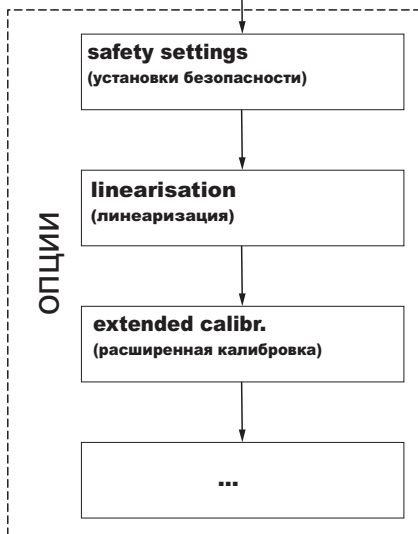 safety settings
(установки безопасности)
linearisation
(линеаризация)
ОПЦИИ
extended calibr.
(расширенная калибровка)
...